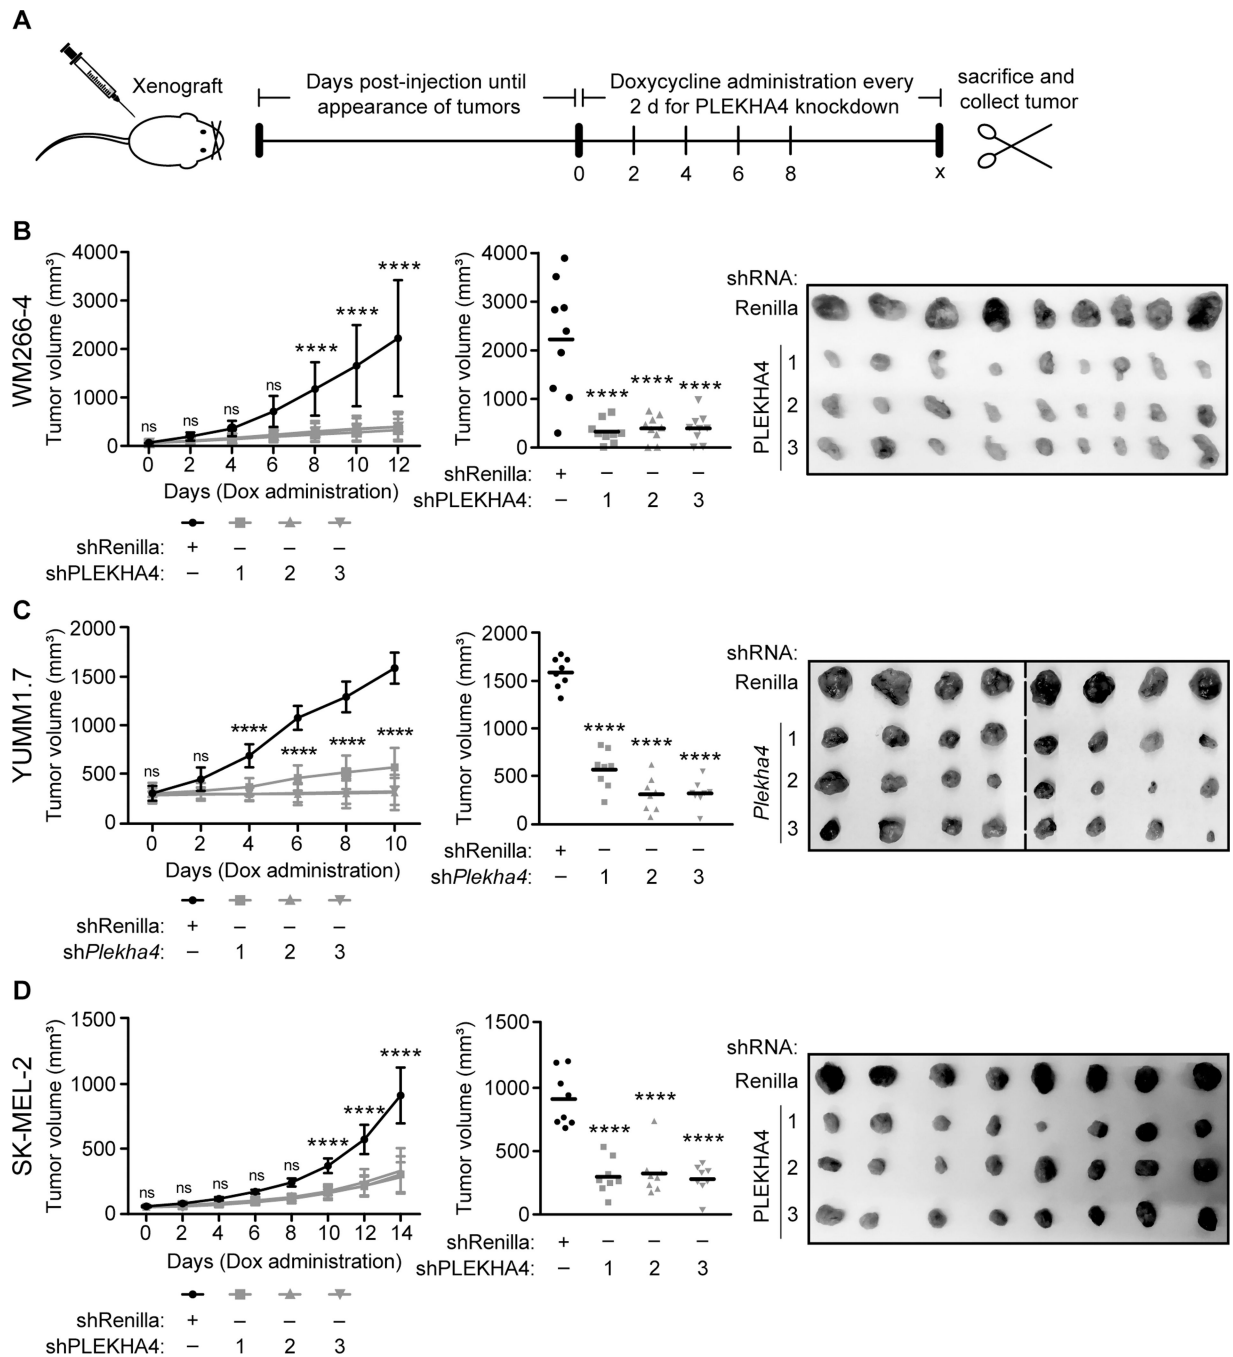 A
Xenograft
Days post-injection until
appearance of tumors
Doxycycline administration every
2 d for PLEKHA4 knockdown
sacrifice and
collect tumor
0 2 4 6 8 x
B
WM266-4
Tumor volume (mm³)
4000
3000
2000
1000
0
ns ns ns ns **** **** ****
0 2 4 6 8 10 12
Days (Dox administration)
shRenilla: + – – –
shPLEKHA4: – 1 2 3
Tumor volume (mm³)
4000
3000
2000
1000
0
**** **** ****
shRenilla: + – – –
shPLEKHA4: – 1 2 3
shRNA:
Renilla
PLEKHA4
1
2
3
C
YUMM1.7
Tumor volume (mm³)
2000
1500
1000
500
0
ns ns **** **** **** ****
0 2 4 6 8 10
Days (Dox administration)
shRenilla: + – – –
shPlekha4: – 1 2 3
Tumor volume (mm³)
2000
1500
1000
500
0
**** **** ****
shRenilla: + – – –
shPlekha4: – 1 2 3
shRNA:
Renilla
Plekha4
1
2
3
D
SK-MEL-2
Tumor volume (mm³)
1500
1000
500
0
ns ns ns ns ns **** **** ****
0 2 4 6 8 10 12 14
Days (Dox administration)
shRenilla: + – – –
shPLEKHA4: – 1 2 3
Tumor volume (mm³)
1500
1000
500
0
**** **** ****
shRenilla: + – – –
shPLEKHA4: – 1 2 3
shRNA:
Renilla
PLEKHA4
1
2
3